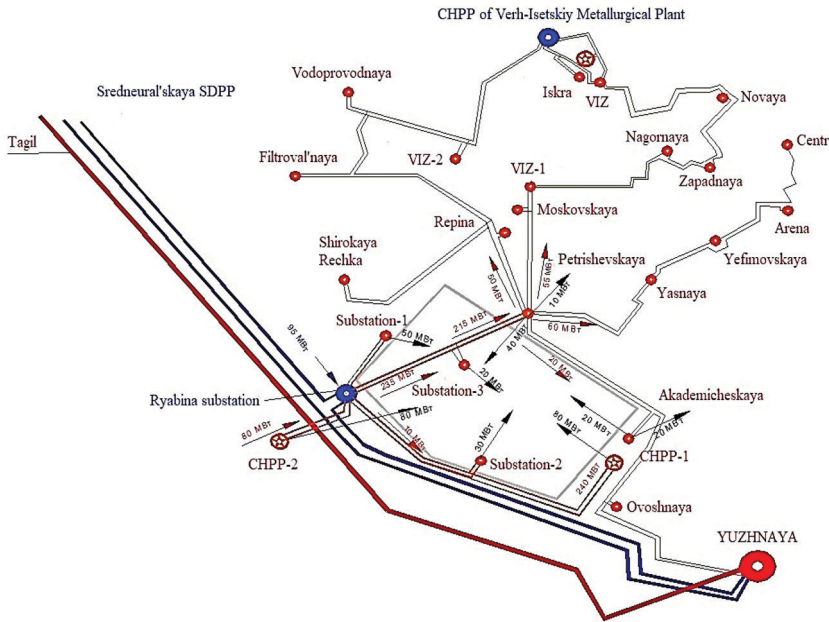 CHPP of Verh-Isetskiy Metallurgical Plant
Vodoprovodnaya
Sredneural'skaya SDPP
Iskra
VIZ
Novaya
Tagil
Nagornaya
Centr
Filtroval'naya
VIZ-2
VIZ-1
Zapadnaya
Moskovskaya
Repina
Arena
Shirokaya
Rechka
Petrishevskaya
Yefimovskaya
55 МВт
60 МВт
10 МВт
Yasnaya
Substation-1
215 МВт
60 МВт
95 МВт
60 МВт
40 МВт
20 МВт
20 МВт
235 МВт
Substation-3
Ryabina substation
Akademicheskaya
80 МВт
20 МВт
80 МВт
20 МВт
80 МВт
30 МВт
CHPP-2
Substation-2
CHPP-1
240 МВт
Ovoshnaya
YUZHNAYA